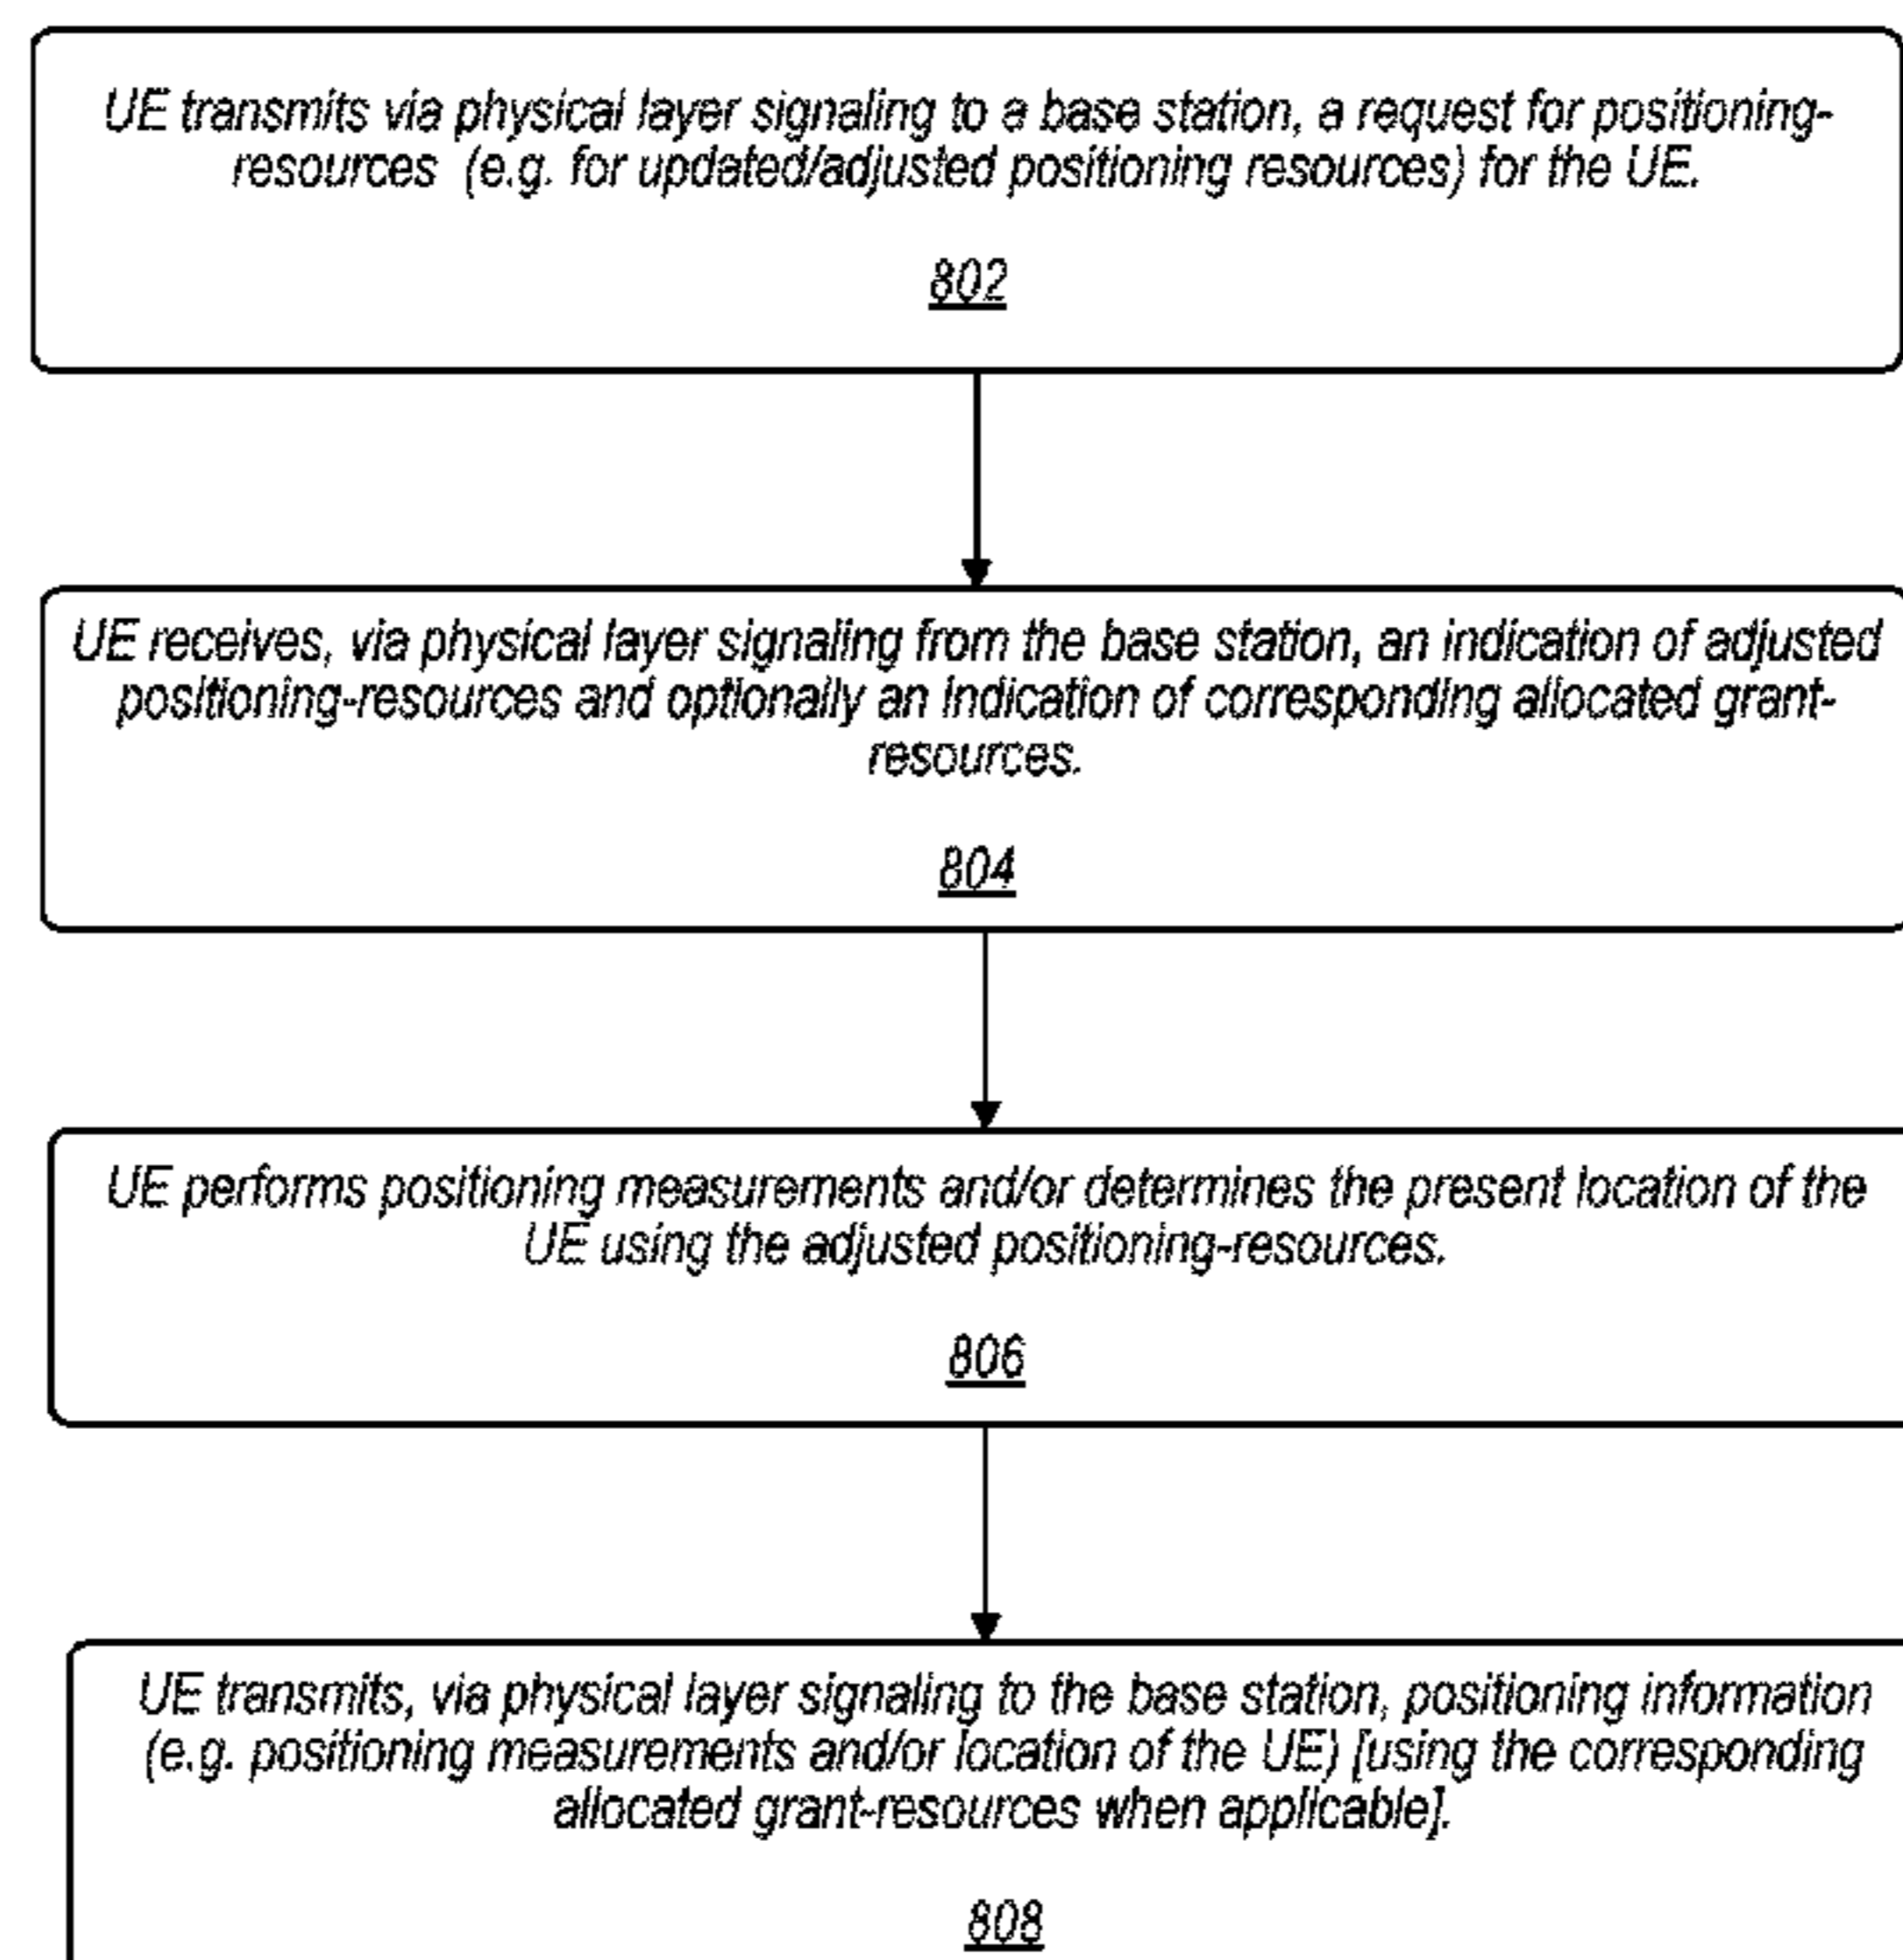 UE transmits via physical layer signaling to a base station, a request for positioning-
resources (e.g. for updated/adjusted positioning resources) for the UE.
802
UE receives, via physical layer signaling from the base station, an indication of adjusted
positioning-resources and optionally an indication of corresponding allocated grant-
resources.
804
UE performs positioning measurements and/or determines the present location of the
UE using the adjusted positioning-resources.
806
UE transmits, via physical layer signaling to the base station, positioning information
(e.g. positioning measurements and/or location of the UE) [using the corresponding
allocated grant-resources when applicable].
808